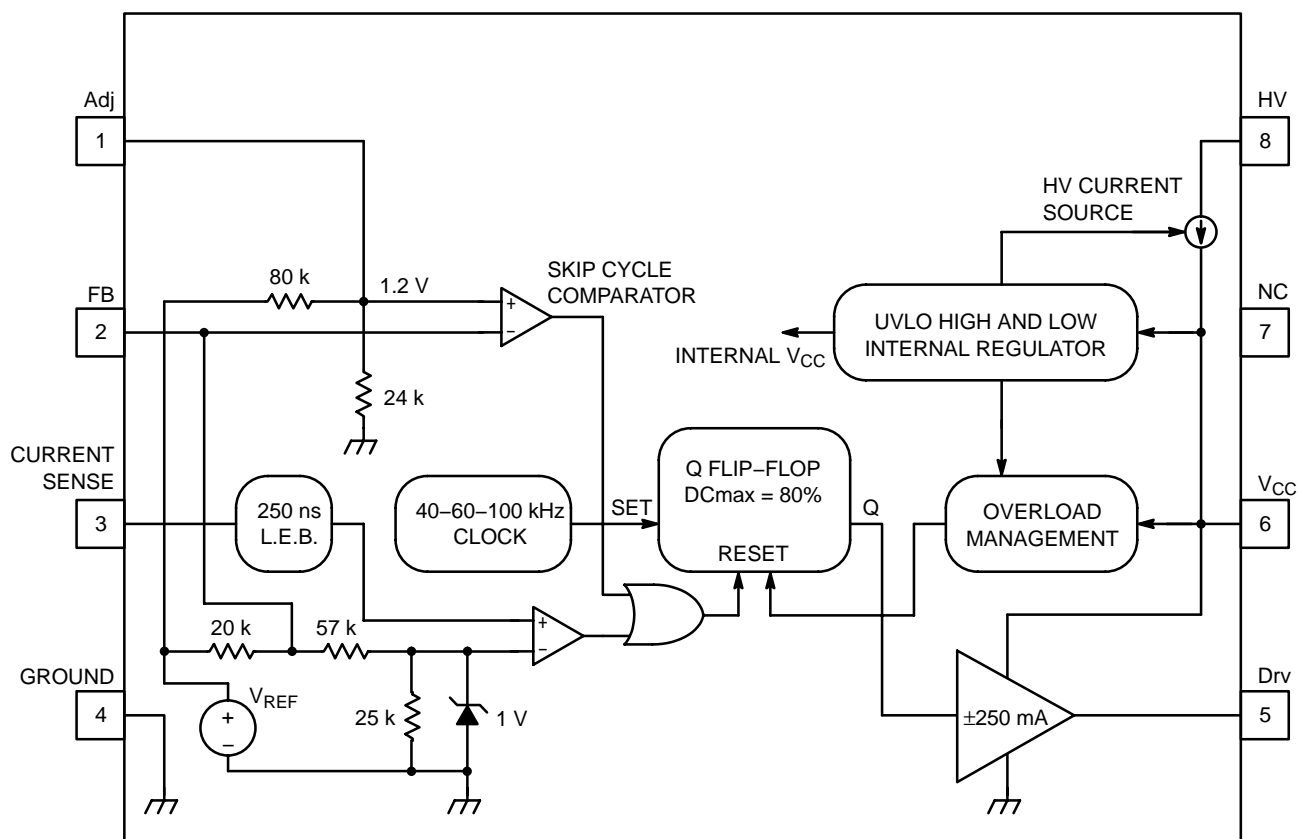 Adj
1
HV
8
HV CURRENT
SOURCE
80 k
1.2 V
SKIP CYCLE
COMPARATOR
FB
2
+
−
24 k
UVLO HIGH AND LOW
INTERNAL REGULATOR
INTERNAL VCC
NC
7
CURRENT
SENSE
3
250 ns
L.E.B.
40−60−100 kHz
CLOCK
SET
Q FLIP−FLOP
DCmax = 80%
RESET
Q
OVERLOAD
MANAGEMENT
VCC
6
20 k
57 k
+
−
GROUND
4
VREF
+
−
25 k
1 V
±250 mA
Drv
5